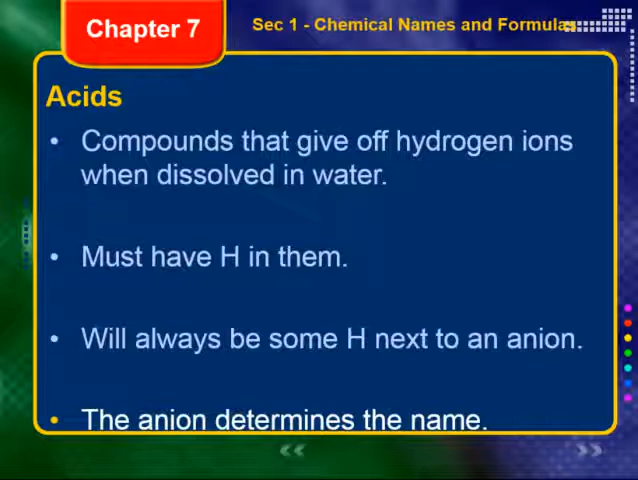 Chapter 7
Sec 1 - Chemical Names and Formulas
Acids
• Compounds that give off hydrogen ions
when dissolved in water.
• Must have H in them.
• Will always be some H next to an anion.
• The anion determines the name.